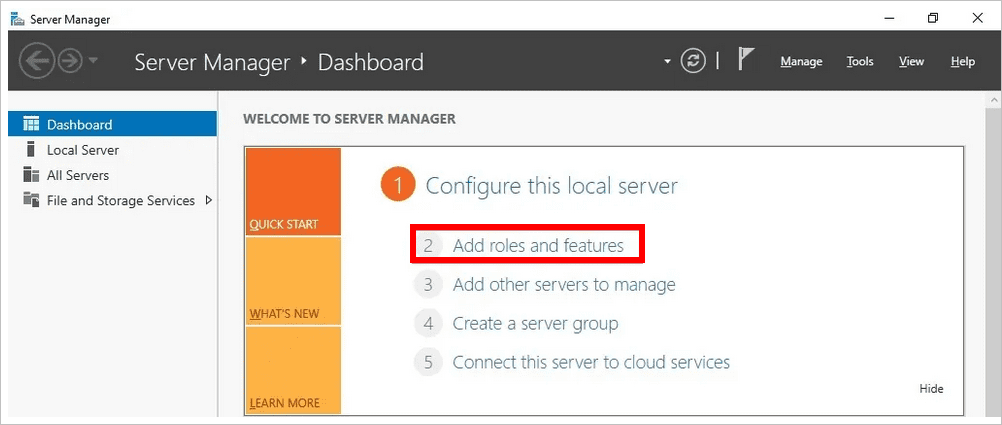 Server Manager
Server Manager ‣ Dashboard
Manage Tools View Help
Dashboard
Local Server
All Servers
File and Storage Services
WELCOME TO SERVER MANAGER
QUICK START
WHAT'S NEW
LEARN MORE
1 Configure this local server
2 Add roles and features
3 Add other servers to manage
4 Create a server group
5 Connect this server to cloud services
Hide